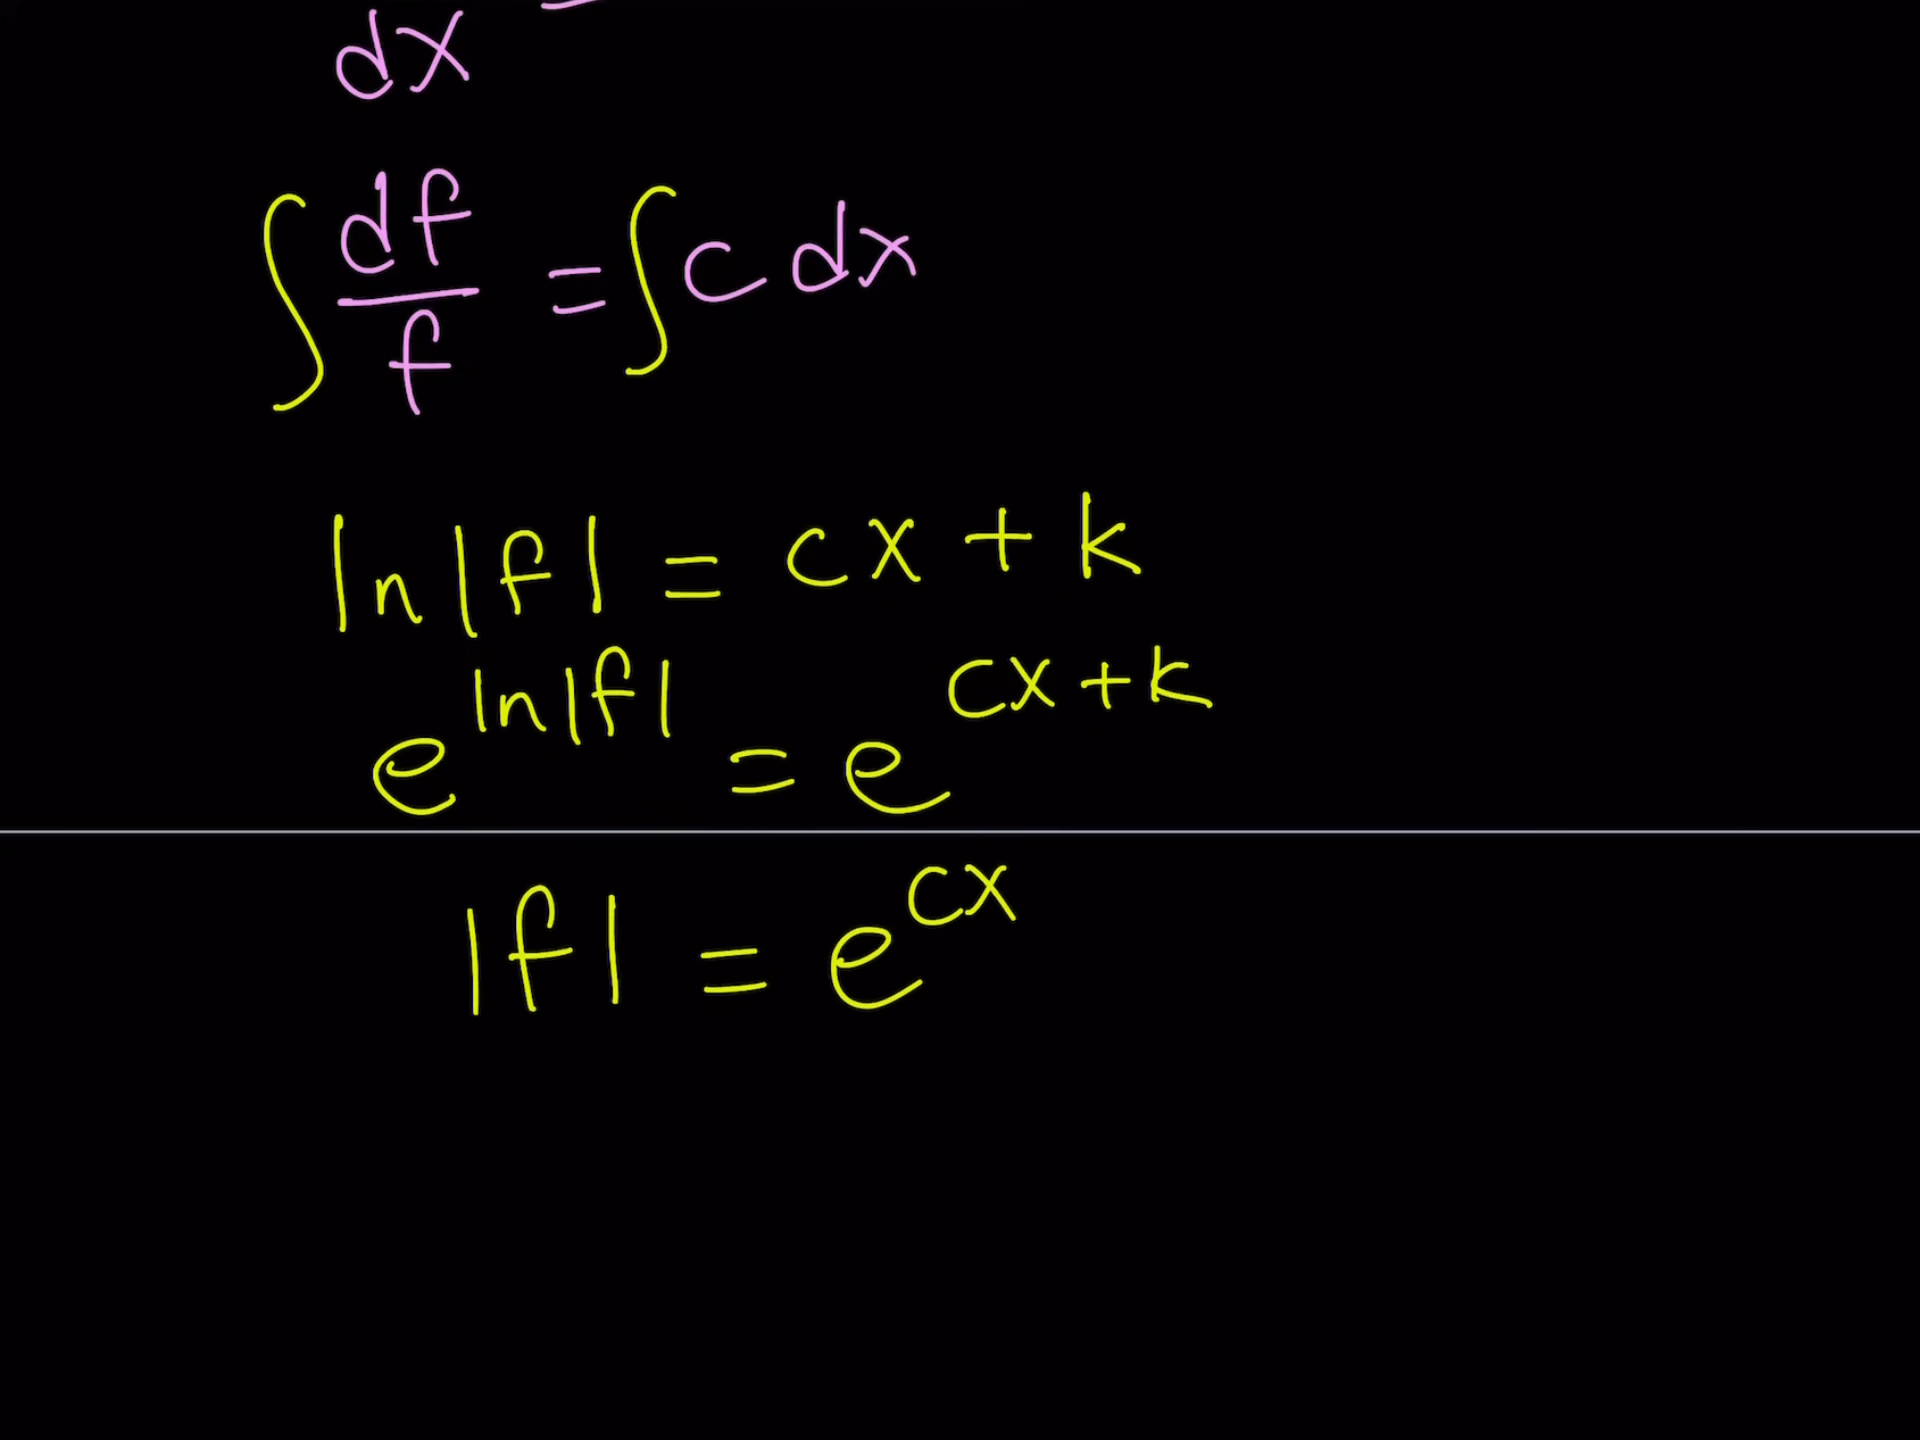 dx
∫ df/f = ∫ c dx
ln|f| = cx + k
e^{ln|f|} = e^{cx+k}
|f| = e^{cx}